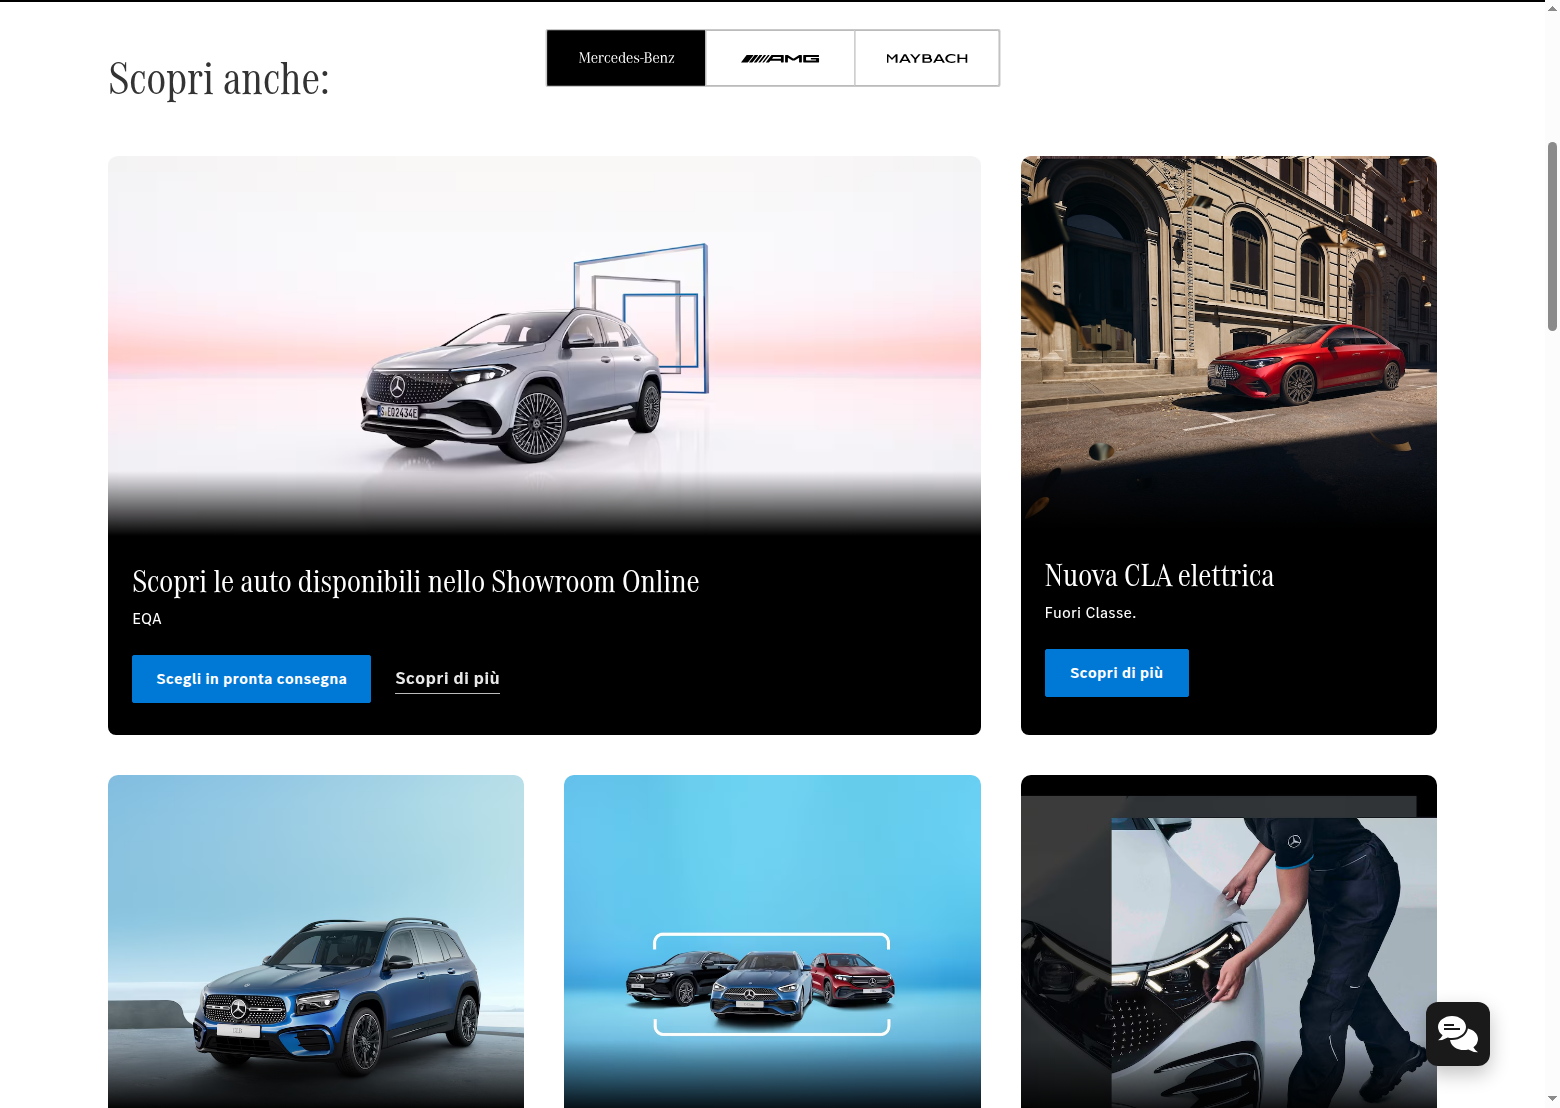 Mercedes-Benz
AMG
MAYBACH
Scopri anche:
S·EQ2434E
Scopri le auto disponibili nello Showroom Online
EQA
Scegli in pronta consegna
Scopri di più
Nuova CLA elettrica
Fuori Classe.
Scopri di più